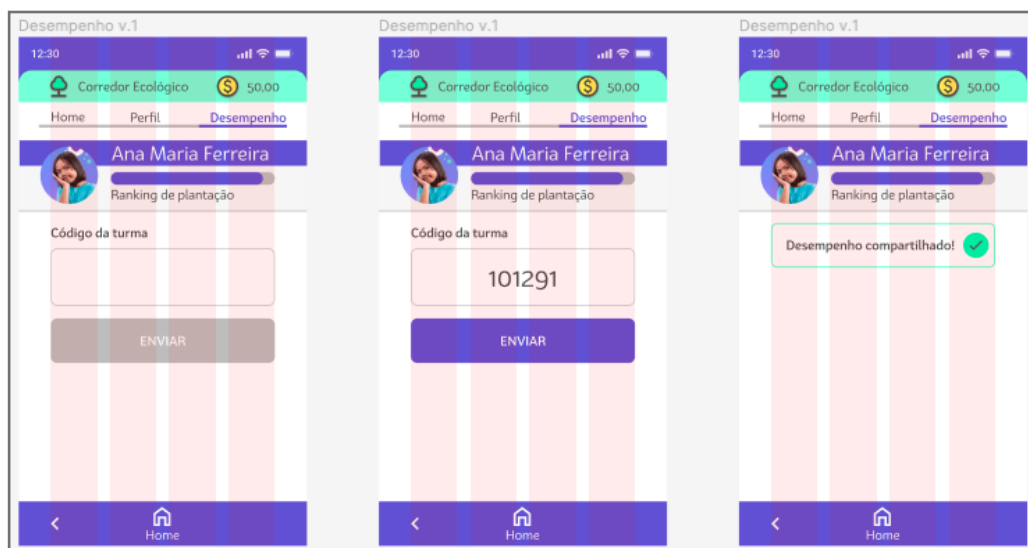 Desempenho v.1
12:30
Corredor Ecológico $ 50,00
Home Perfil Desempenho
Ana Maria Ferreira
Ranking de plantação
Código da turma
ENVIAR
Home
Desempenho v.1
12:30
Corredor Ecológico $ 50,00
Home Perfil Desempenho
Ana Maria Ferreira
Ranking de plantação
Código da turma
101291
ENVIAR
Home
Desempenho v.1
12:30
Corredor Ecológico $ 50,00
Home Perfil Desempenho
Ana Maria Ferreira
Ranking de plantação
Desempenho compartilhado!
Home